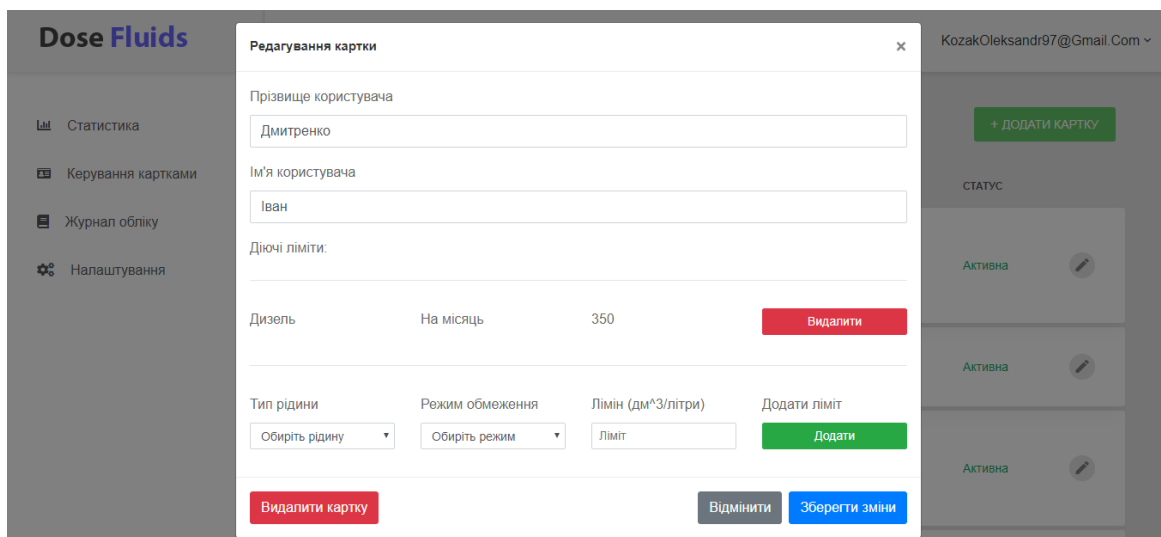 Dose Fluids
Редагування картки ×
KozakOleksandr97@Gmail.Com
Прізвище користувача
Статистика
Дмитренко
+ ДОДАТИ КАРТКУ
Керування картками
Ім'я користувача
СТАТУС
Іван
Журнал обліку
Діючі ліміти:
Налаштування
Активна
Дизель На місяць 350 Видалити
Активна
Тип рідини Режим обмеження Лімін (дм^3/літри) Додати ліміт
Обиріть рідину Обиріть режим Ліміт Додати
Активна
Видалити картку Відмінити Зберегти зміни